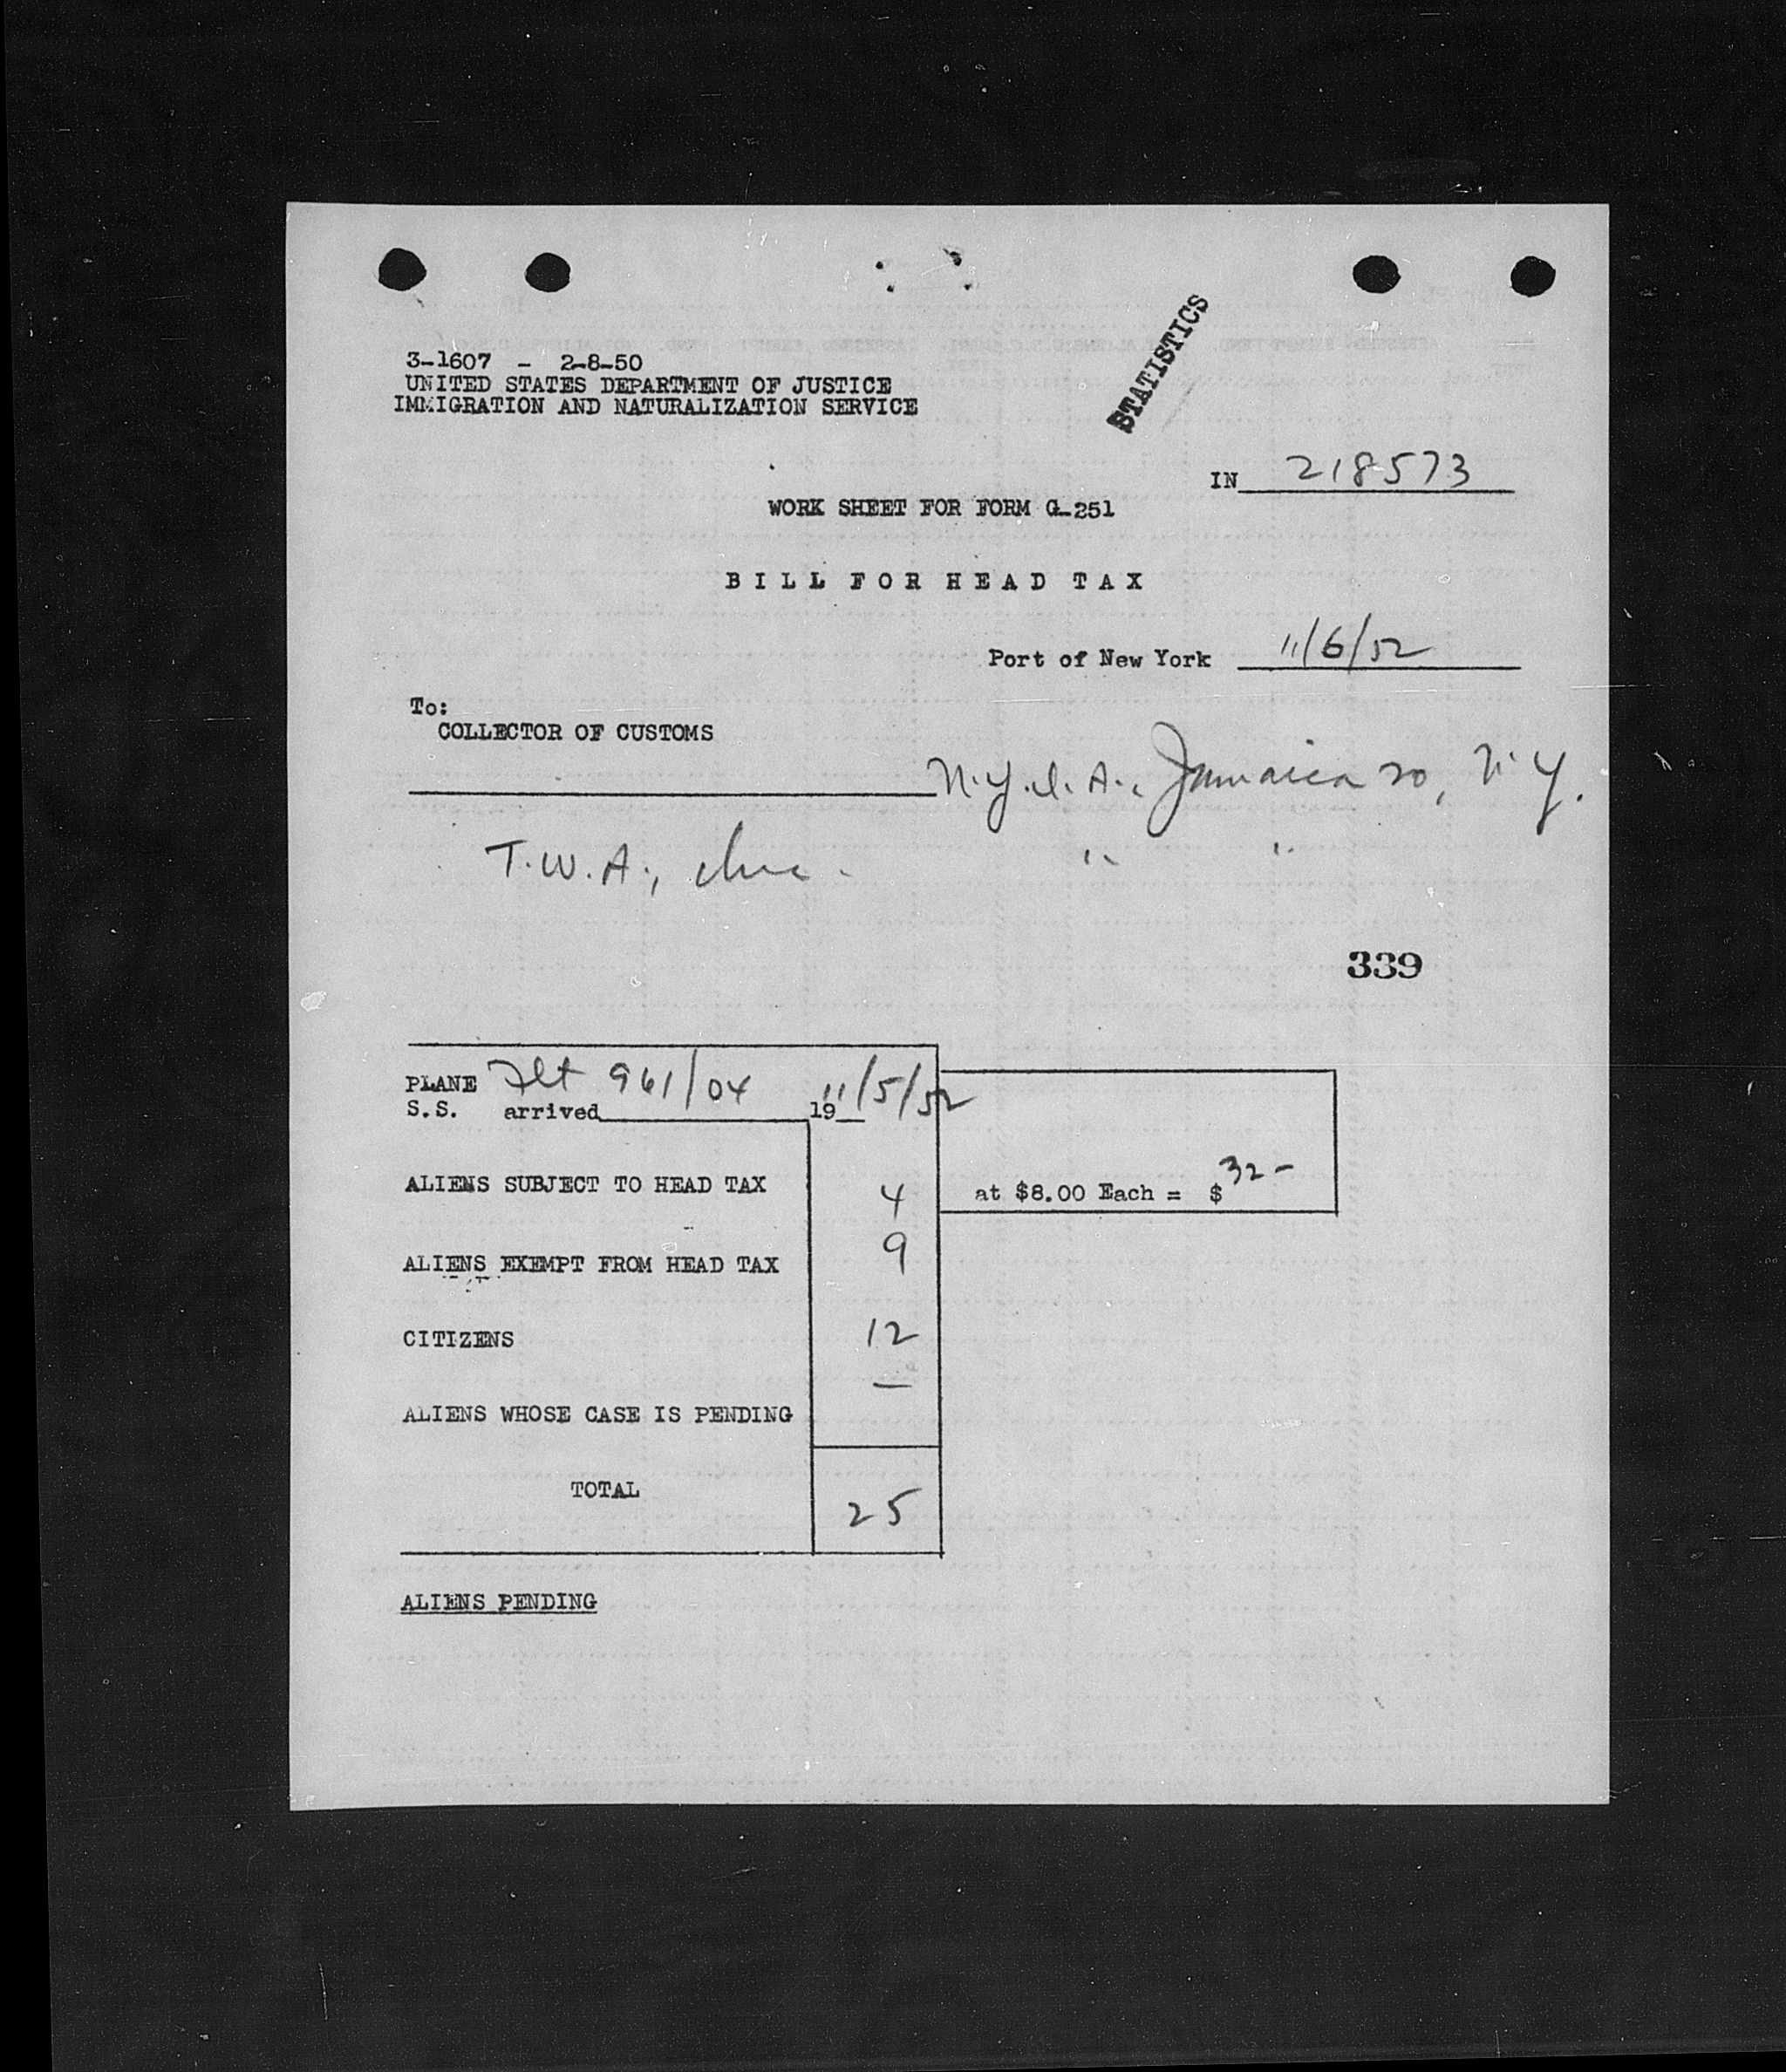 STATISTICS
3-1607 - 2-8-50
UNITED STATES DEPARTMENT OF JUSTICE
IMMIGRATION AND NATURALIZATION SERVICE
IN 218573
WORK SHEET FOR FORM G-251
BILL FOR HEAD TAX
Port of New York 11/6/52
To:
COLLECTOR OF CUSTOMS
N.Y.I.A., Jamaica 20, N.Y.
T.W.A., Inc. " "
339
PLANE Flt 961/04 11/5/52
S.S. arrived 19
ALIENS SUBJECT TO HEAD TAX 4 at $8.00 Each = $ 32-
ALIENS EXEMPT FROM HEAD TAX 9
CITIZENS 12
ALIENS WHOSE CASE IS PENDING —
TOTAL 25
ALIENS PENDING